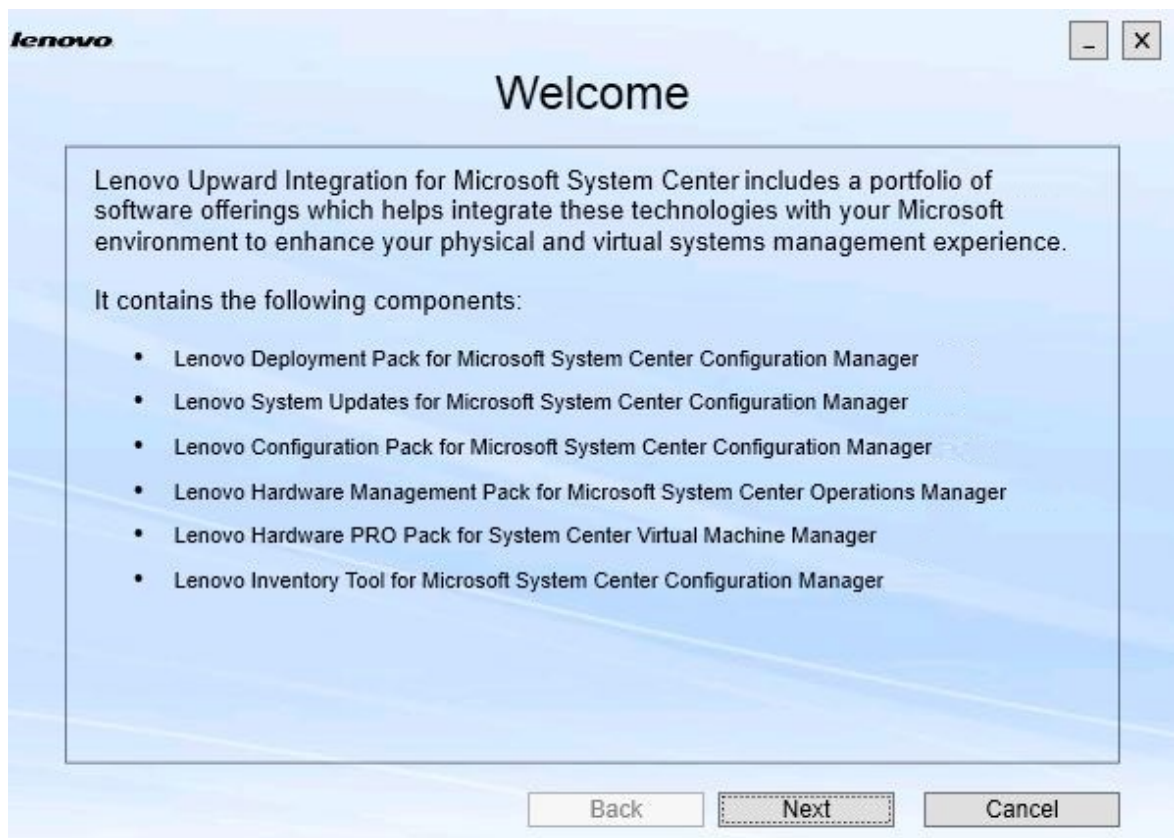 lenovo
Welcome
Lenovo Upward Integration for Microsoft System Center includes a portfolio of
software offerings which helps integrate these technologies with your Microsoft
environment to enhance your physical and virtual systems management experience.
It contains the following components:
• Lenovo Deployment Pack for Microsoft System Center Configuration Manager
• Lenovo System Updates for Microsoft System Center Configuration Manager
• Lenovo Configuration Pack for Microsoft System Center Configuration Manager
• Lenovo Hardware Management Pack for Microsoft System Center Operations Manager
• Lenovo Hardware PRO Pack for System Center Virtual Machine Manager
• Lenovo Inventory Tool for Microsoft System Center Configuration Manager
Back Next Cancel